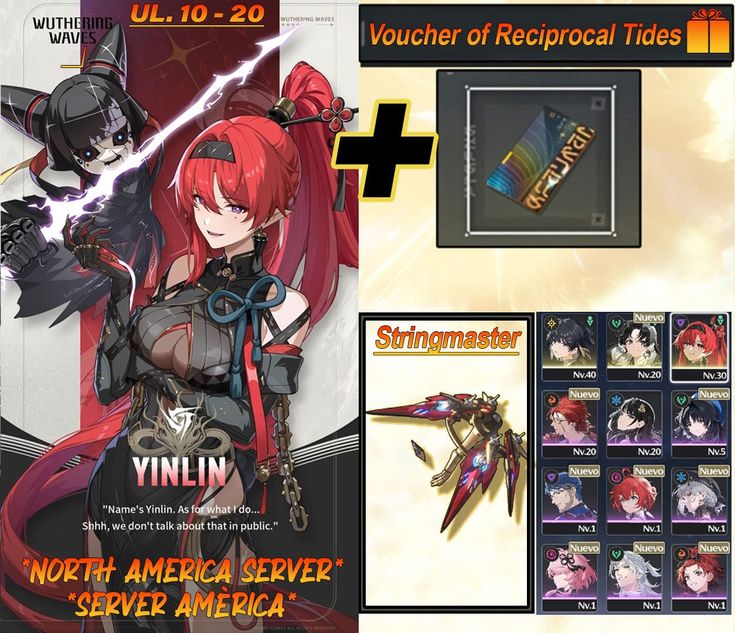 WUTHERING
WAVES
UL. 10 - 20
WUTHERING WAVES
Voucher of Reciprocal Tides
Stringmaster
Nuevo
Nv.40
Nv.20
Nv.30
Nuevo
Nuevo
Nv.20
Nv.20
Nv.5
Nuevo
Nuevo
Nuevo
Nv.1
Nv.1
Nv.1
Nuevo
Nuevo
Nuevo
Nv.1
Nv.1
Nv.1
YINLIN
"Name's Yinlin. As for what I do...
Shhh, we don't talk about that in public."
*NORTH AMERICA SERVER*
*SERVER AMÈRICA*